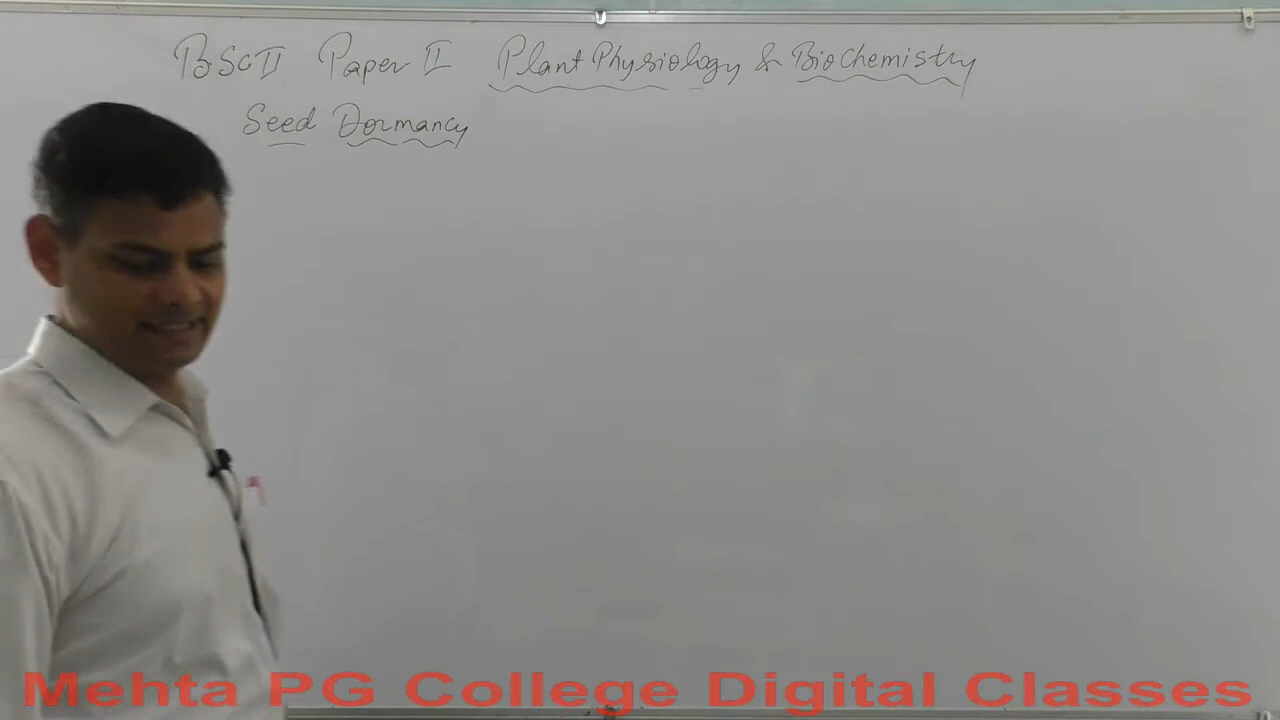 BSc II Paper II Plant Physiology & BioChemistry
Seed Dormancy
Mehta PG College Digital Classes